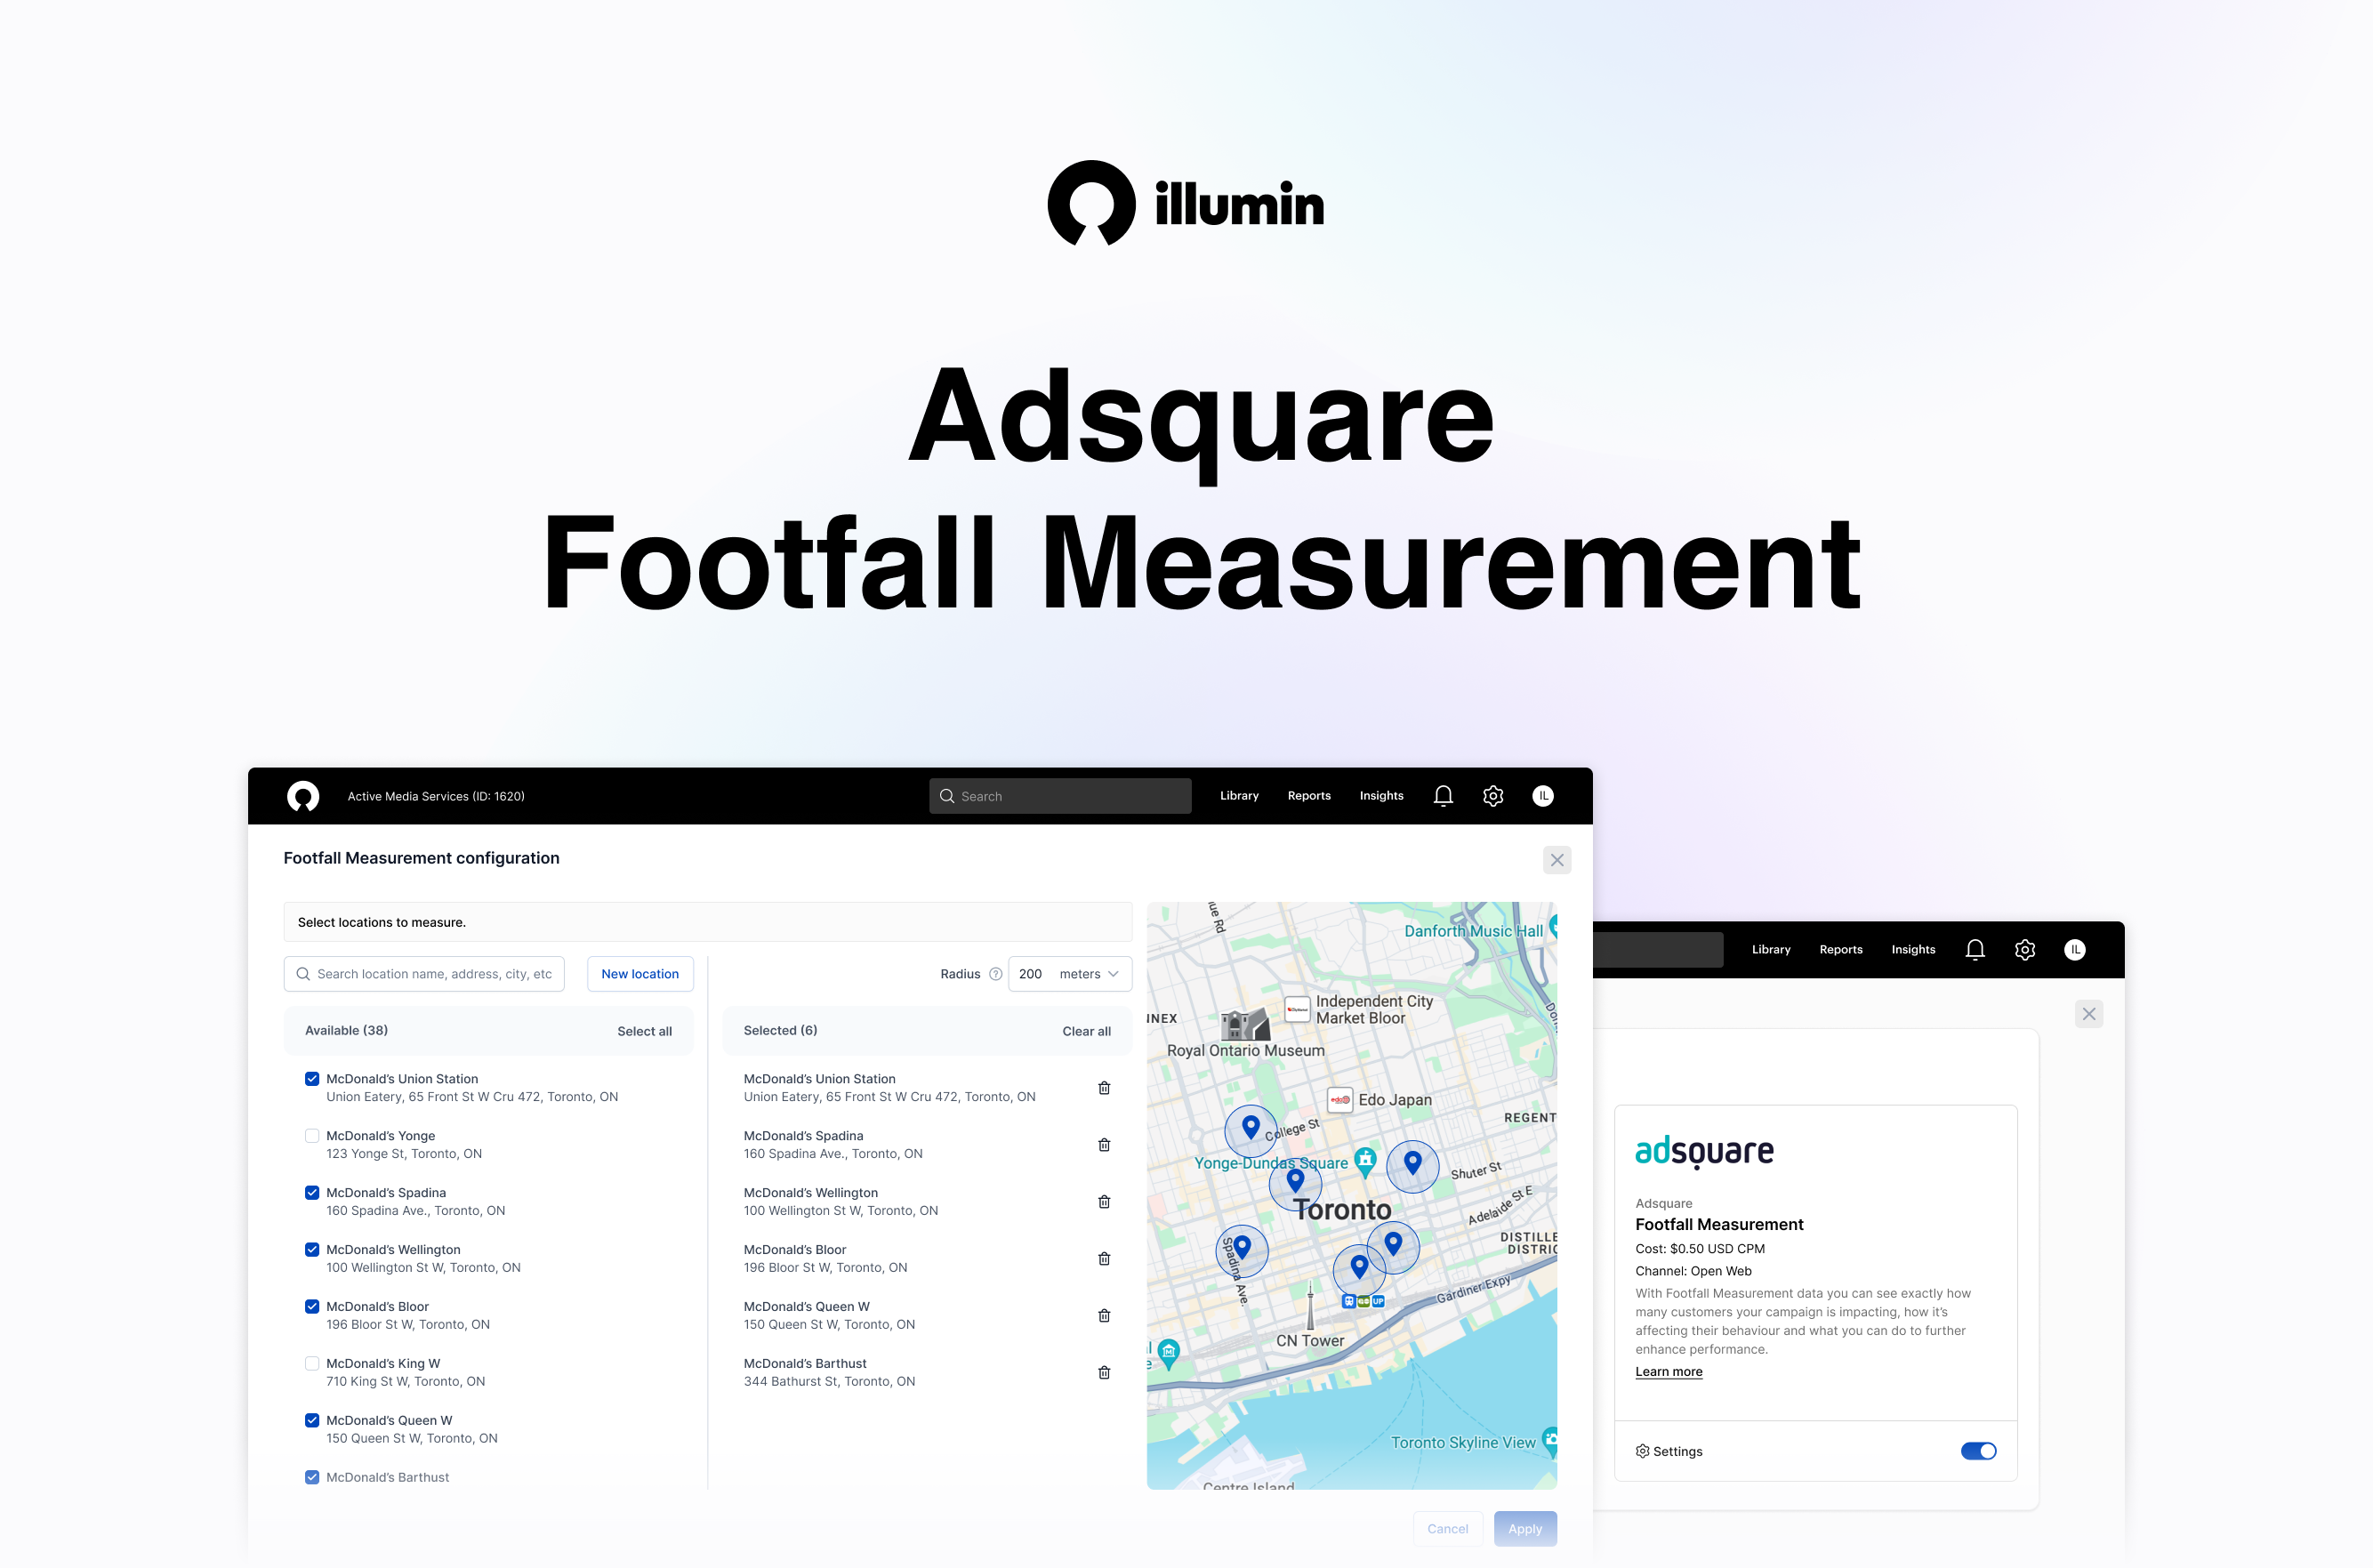 illumin
Adsquare
Footfall Measurement
Active Media Services (ID: 1620)
Search
Library
Reports
Insights
IL
Footfall Measurement configuration
Select locations to measure.
Search location name, address, city, etc
New location
Radius
?
200
meters
Available (38)
Select all
McDonald's Union Station
Union Eatery, 65 Front St W Cru 472, Toronto, ON
McDonald's Yonge
123 Yonge St, Toronto, ON
McDonald's Spadina
160 Spadina Ave., Toronto, ON
McDonald's Wellington
100 Wellington St W, Toronto, ON
McDonald's Bloor
196 Bloor St W, Toronto, ON
McDonald's King W
710 King St W, Toronto, ON
McDonald's Queen W
150 Queen St W, Toronto, ON
McDonald's Barthust
Selected (6)
Clear all
McDonald's Union Station
Union Eatery, 65 Front St W Cru 472, Toronto, ON
McDonald's Spadina
160 Spadina Ave., Toronto, ON
McDonald's Wellington
100 Wellington St W, Toronto, ON
McDonald's Bloor
196 Bloor St W, Toronto, ON
McDonald's Queen W
150 Queen St W, Toronto, ON
McDonald's Barthust
344 Bathurst St, Toronto, ON
ue Rd
Danforth Music Hall
Independent City
Market Bloor
NEX
Royal Ontario Museum
Edo Japan
REGENT
College St
Yonge-Dundas Square
Shuter St
Toronto
Adelaide St E
DISTILLE
DISTRIC
Spadina Ave.
UP
Gardiner Expy
CN Tower
Toronto Skyline View
Centre Island
Cancel
Apply
Library
Reports
Insights
IL
adsquare
Adsquare
Footfall Measurement
Cost: $0.50 USD CPM
Channel: Open Web
With Footfall Measurement data you can see exactly how
many customers your campaign is impacting, how it's
affecting their behaviour and what you can do to further
enhance performance.
Learn more
Settings